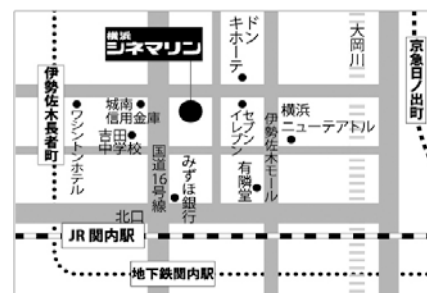 横浜
シネマリン
ドン
キホーテ
大岡川
京急日ノ出町
伊勢佐木長者町
ワシントンホテル
城南
信用金庫
吉田
中学校
国道16号線
みずほ銀行
セブン
イレブン
有隣堂
伊勢佐木モール
横浜
ニューテアトル
北口
JR関内駅
地下鉄関内駅